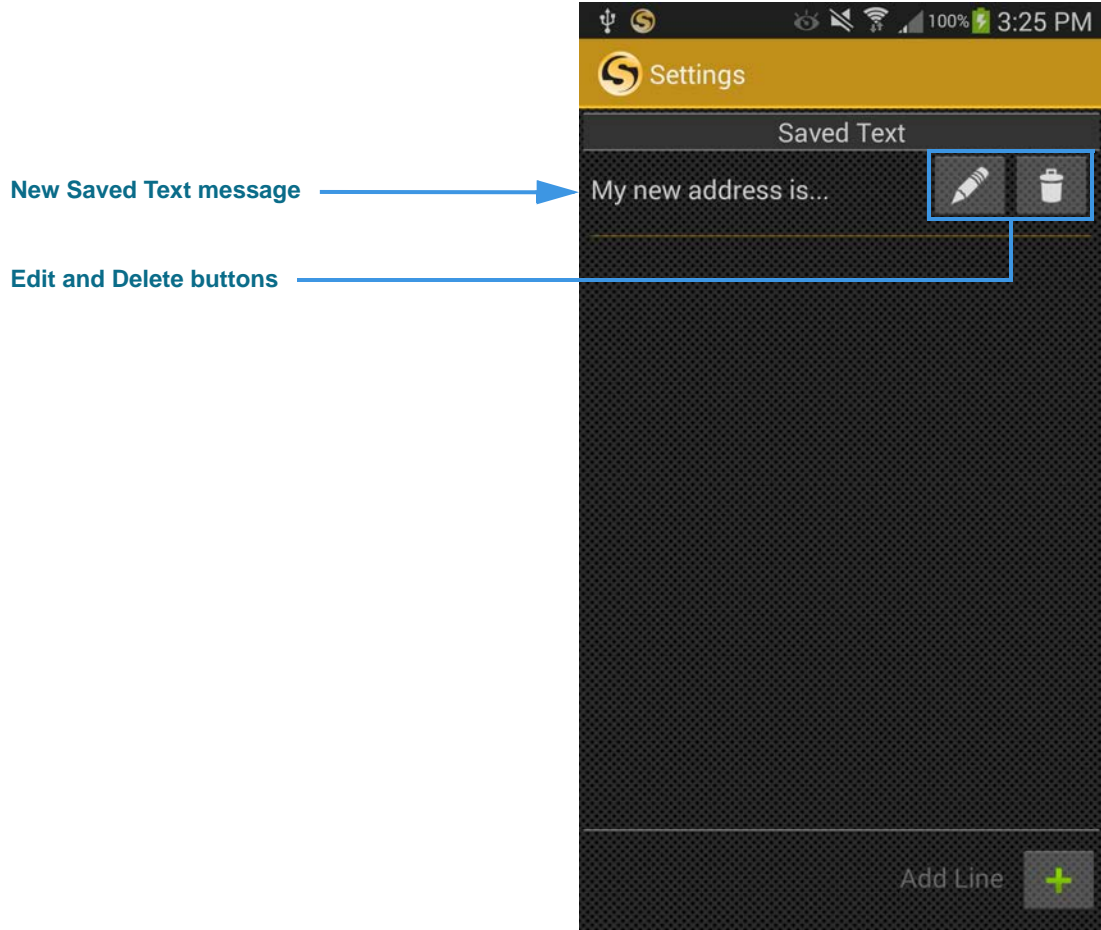 100% 3:25 PM
Settings
Saved Text
New Saved Text message
My new address is...
Edit and Delete buttons
Add Line